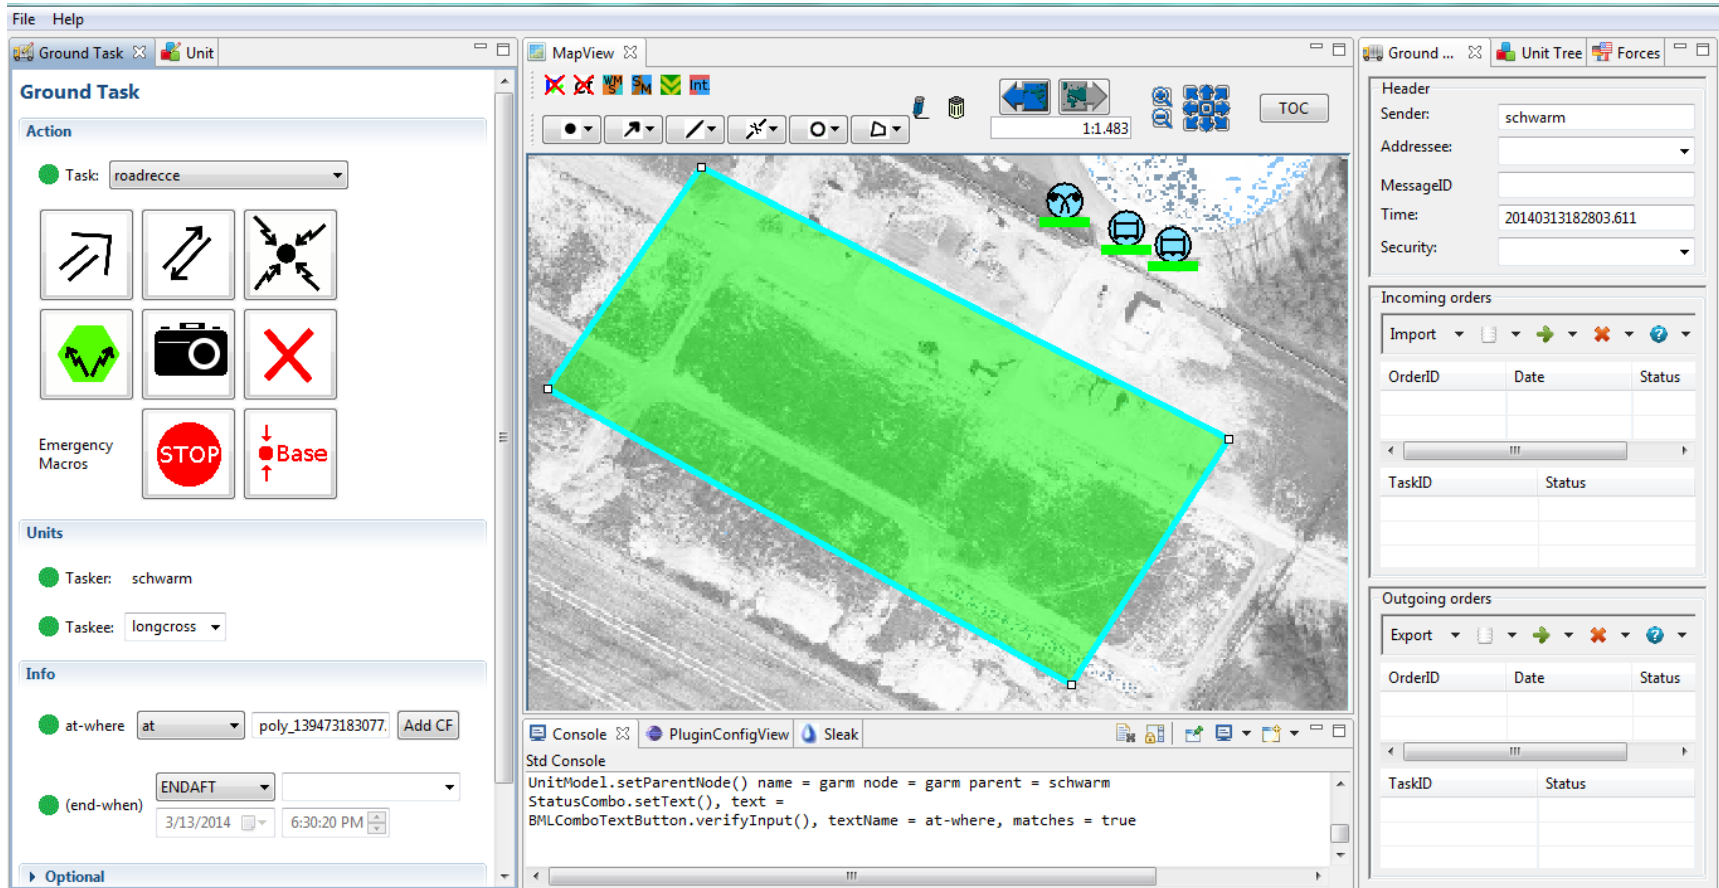 File Help
Ground Task
Unit
Ground Task
Action
Task: roadrecce
Emergency
Macros
STOP
Base
Units
Tasker: schwarm
Taskee: longcross
Info
at-where at poly_139473183077. Add CF
(end-when) ENDAFT
3/13/2014 6:30:20 PM
Optional
MapView
WM
S
SM
Int.
1:1.483
TOC
Console PluginConfigView Sleak
Std Console
UnitModel.setParentNode() name = garm node = garm parent = schwarm
StatusCombo.setText(), text =
BMLComboTextButton.verifyInput(), textName = at-where, matches = true
Ground ... Unit Tree Forces
Header
Sender: schwarm
Addressee:
MessageID
Time: 20140313182803.611
Security:
Incoming orders
Import
OrderID Date Status
TaskID Status
Outgoing orders
Export
OrderID Date Status
TaskID Status